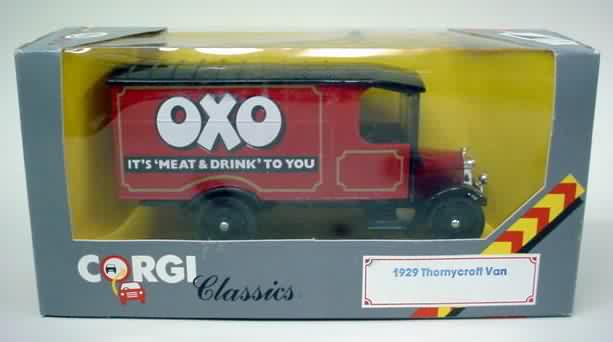 OXO
IT'S 'MEAT & DRINK' TO YOU
CORGI
Classics
1929 Thornycroft Van